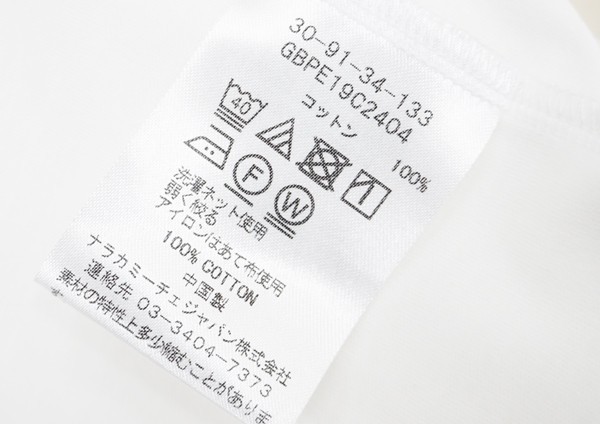 30-91-34-133
GBPE19C2404
コットン 100%
40
F W
洗濯ネット使用
弱く絞る
アイロンはあて布使用
100% COTTON
中国製
ナラカミーチェジャパン株式会社
連絡先 03-3404-7373
素材の特性上多少縮むことがありま